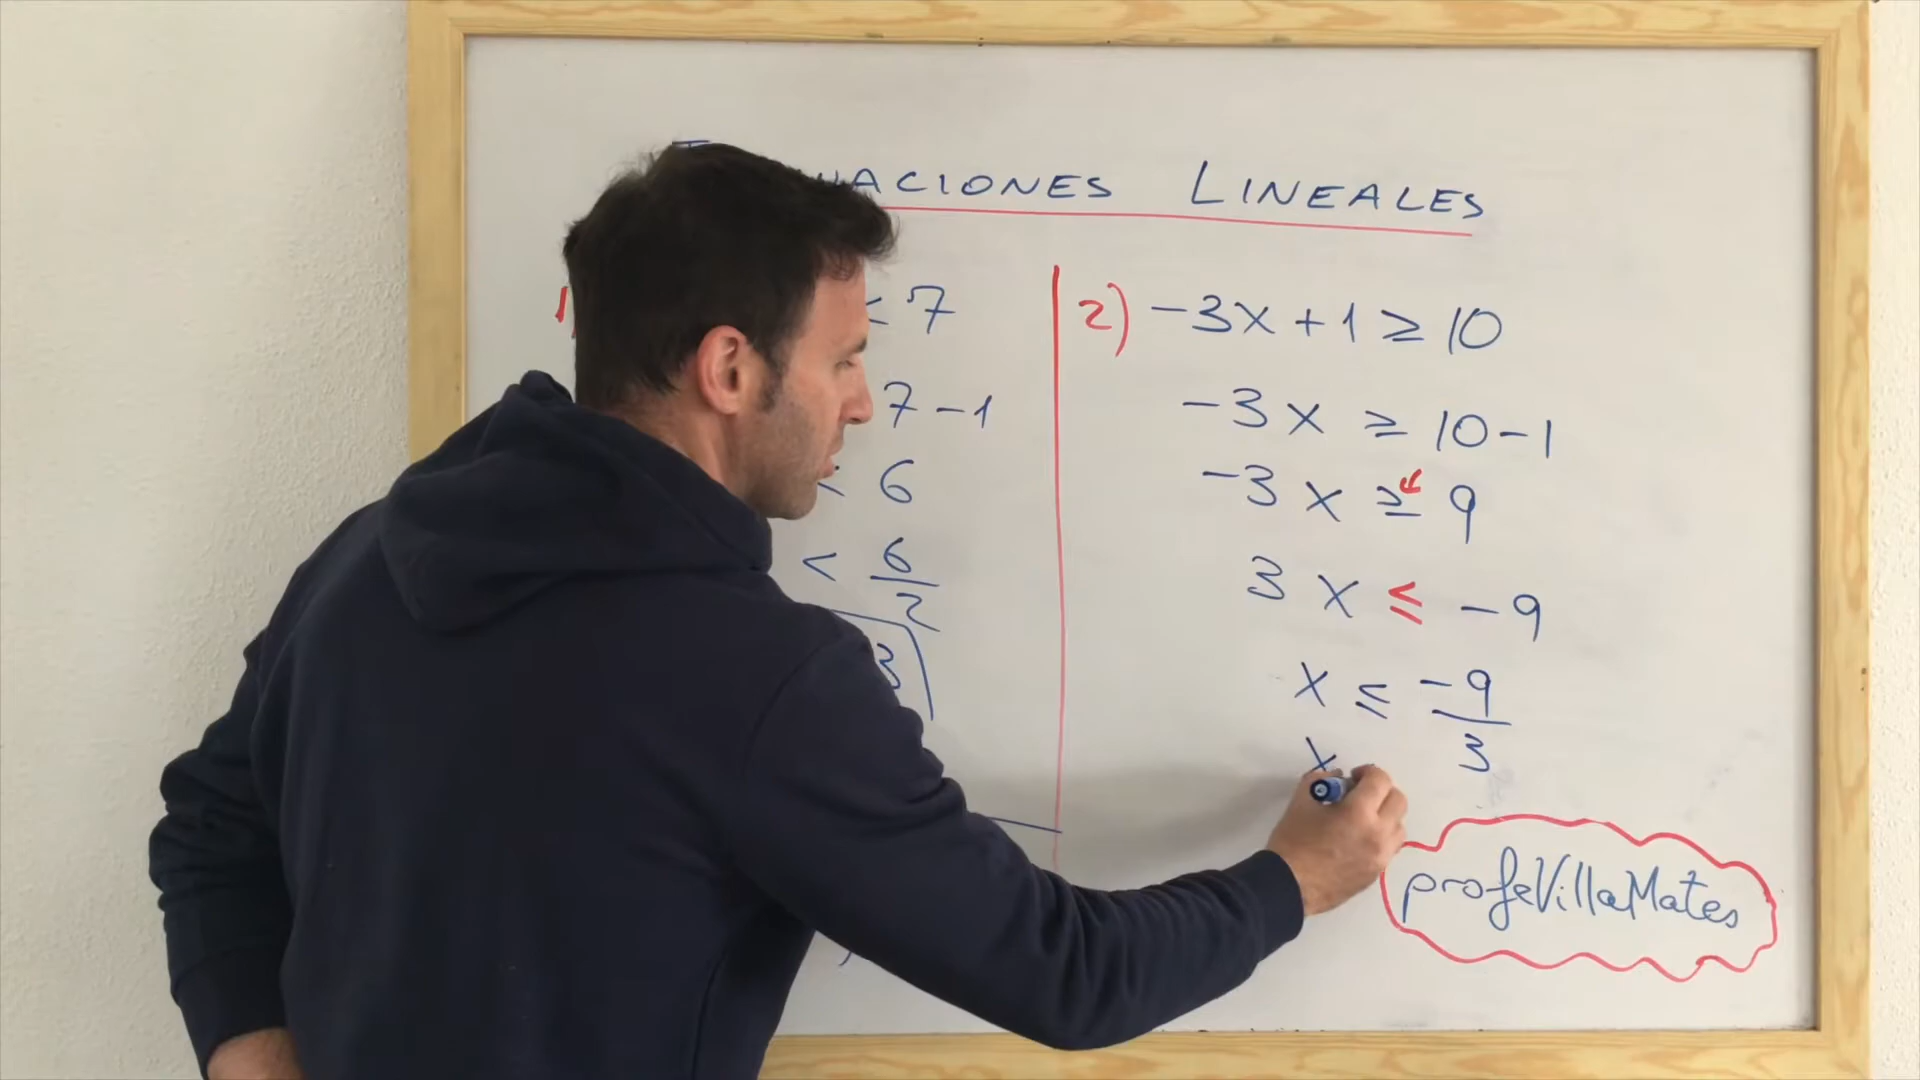 LINEALES
< 7
7 - 1
< 6
< 6/2
3
2) -3x + 1 ≥ 10
-3x ≥ 10 - 1
-3x ≥ 9
3x ≤ -9
x ≤ -9/3
x
profeVillaMates